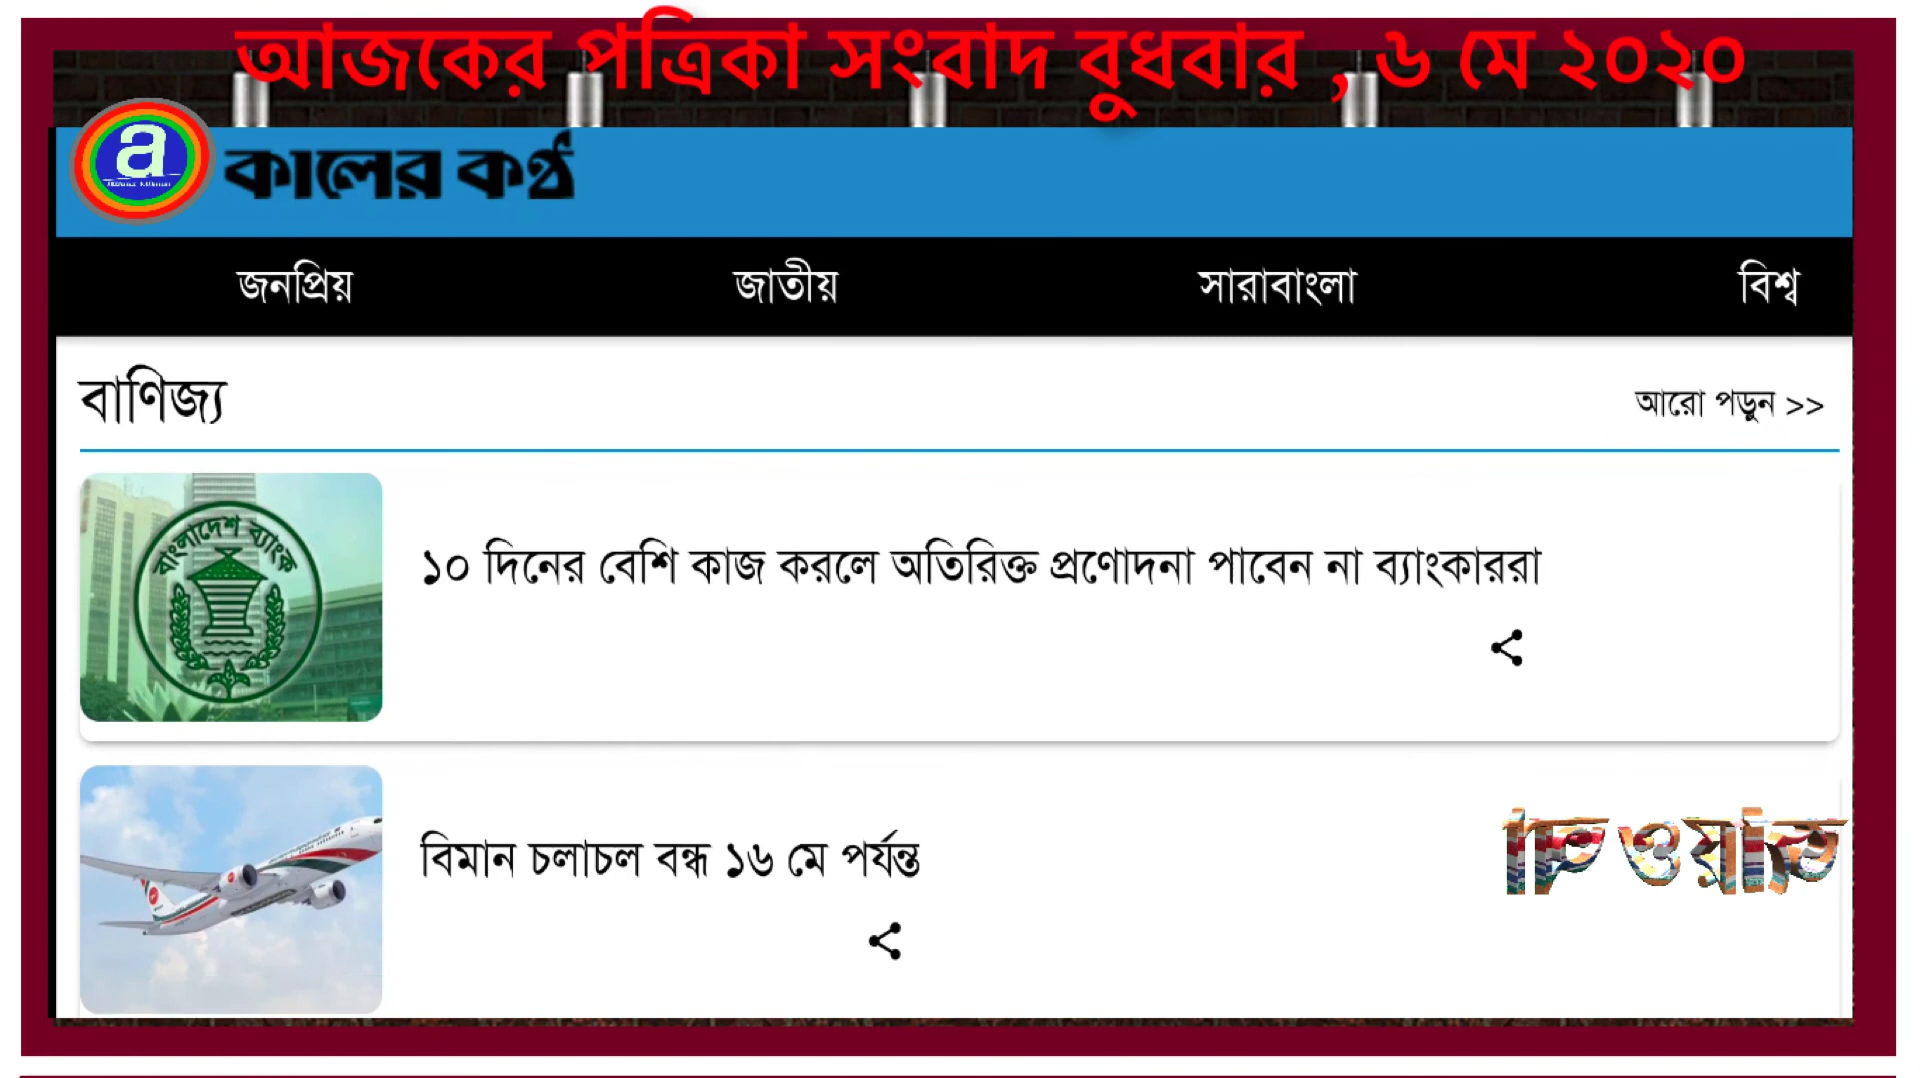 আজকের পত্রিকা সংবাদ বুধবার , ৬ মে ২০২০
a
কালের কণ্ঠ
জনপ্রিয় জাতীয় সারাবাংলা বিশ্ব
বাণিজ্য
আরো পড়ুন >>
বাংলাদেশ ব্যাংক
১০ দিনের বেশি কাজ করলে অতিরিক্ত প্রণোদনা পাবেন না ব্যাংকাররা
বিমান চলাচল বন্ধ ১৬ মে পর্যন্ত